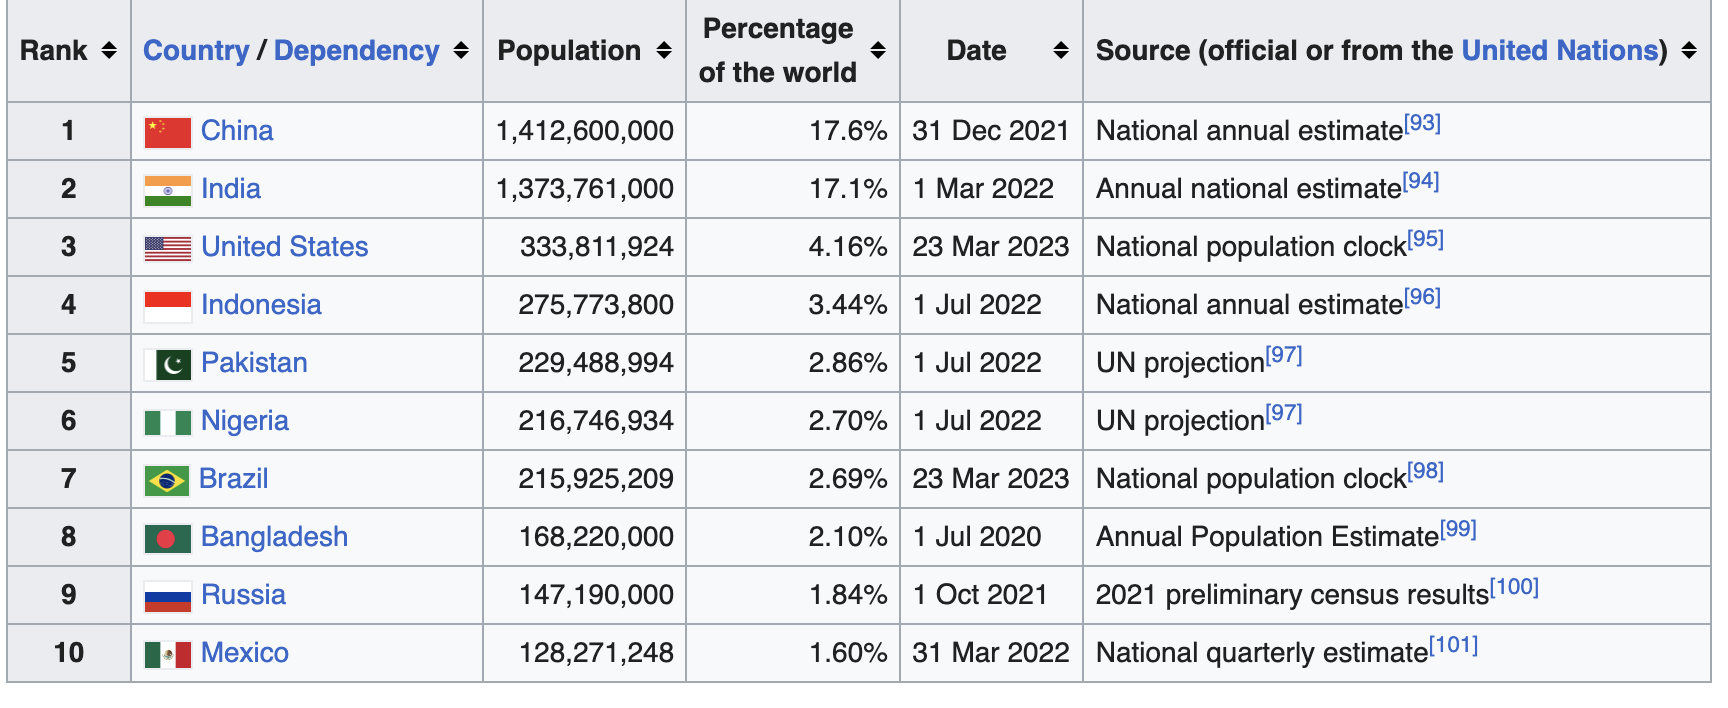 Rank Country / Dependency Population Percentage of the world Date Source (official or from the United Nations)
1 China 1,412,600,000 17.6% 31 Dec 2021 National annual estimate[93]
2 India 1,373,761,000 17.1% 1 Mar 2022 Annual national estimate[94]
3 United States 333,811,924 4.16% 23 Mar 2023 National population clock[95]
4 Indonesia 275,773,800 3.44% 1 Jul 2022 National annual estimate[96]
5 Pakistan 229,488,994 2.86% 1 Jul 2022 UN projection[97]
6 Nigeria 216,746,934 2.70% 1 Jul 2022 UN projection[97]
7 Brazil 215,925,209 2.69% 23 Mar 2023 National population clock[98]
8 Bangladesh 168,220,000 2.10% 1 Jul 2020 Annual Population Estimate[99]
9 Russia 147,190,000 1.84% 1 Oct 2021 2021 preliminary census results[100]
10 Mexico 128,271,248 1.60% 31 Mar 2022 National quarterly estimate[101]